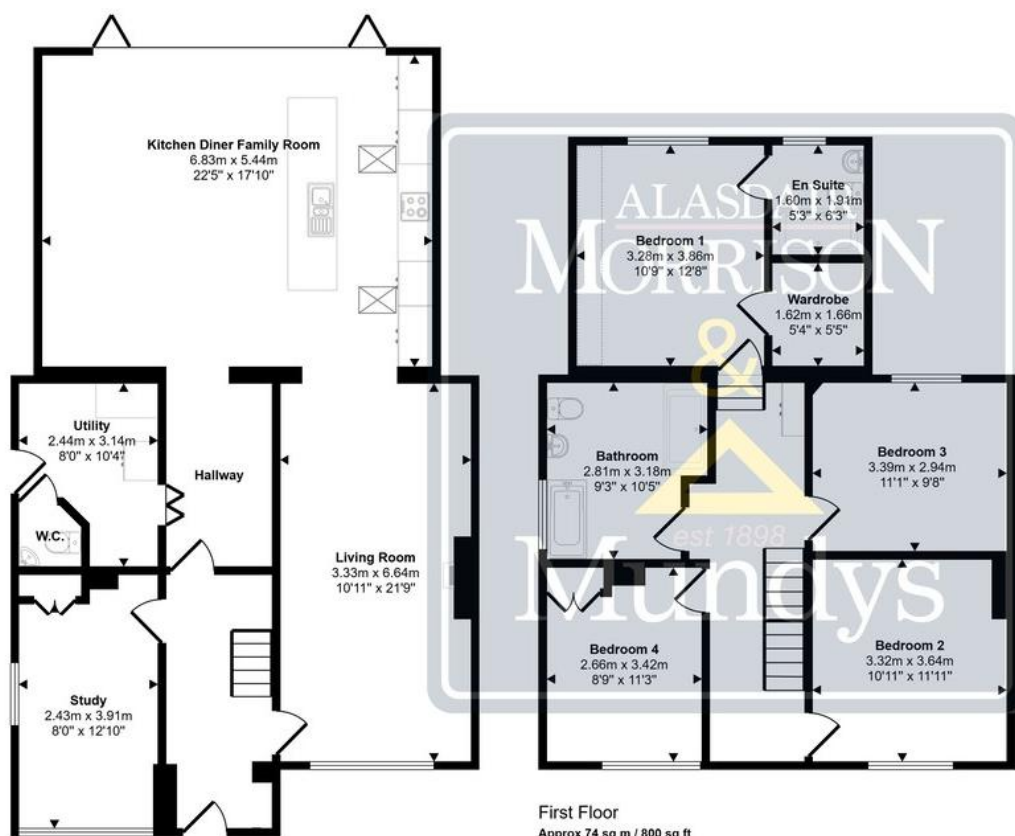 Kitchen Diner Family Room
6.83m x 5.44m
22'5" x 17'10"
Utility
2.44m x 3.14m
8'0" x 10'4"
Hallway
W.C.
Living Room
3.33m x 6.64m
10'11" x 21'9"
Study
2.43m x 3.91m
8'0" x 12'10"
Bedroom 1
3.28m x 3.86m
10'9" x 12'8"
En Suite
1.60m x 1.91m
5'3" x 6'3"
Wardrobe
1.62m x 1.66m
5'4" x 5'5"
Bathroom
2.81m x 3.18m
9'3" x 10'5"
Bedroom 3
3.39m x 2.94m
11'1" x 9'8"
Bedroom 4
2.66m x 3.42m
8'9" x 11'3"
Bedroom 2
3.32m x 3.64m
10'11" x 11'11"
ALASDAIR
MORRISON
&
est 1898
Mundys
First Floor
Approx 74 sq m / 800 sq ft